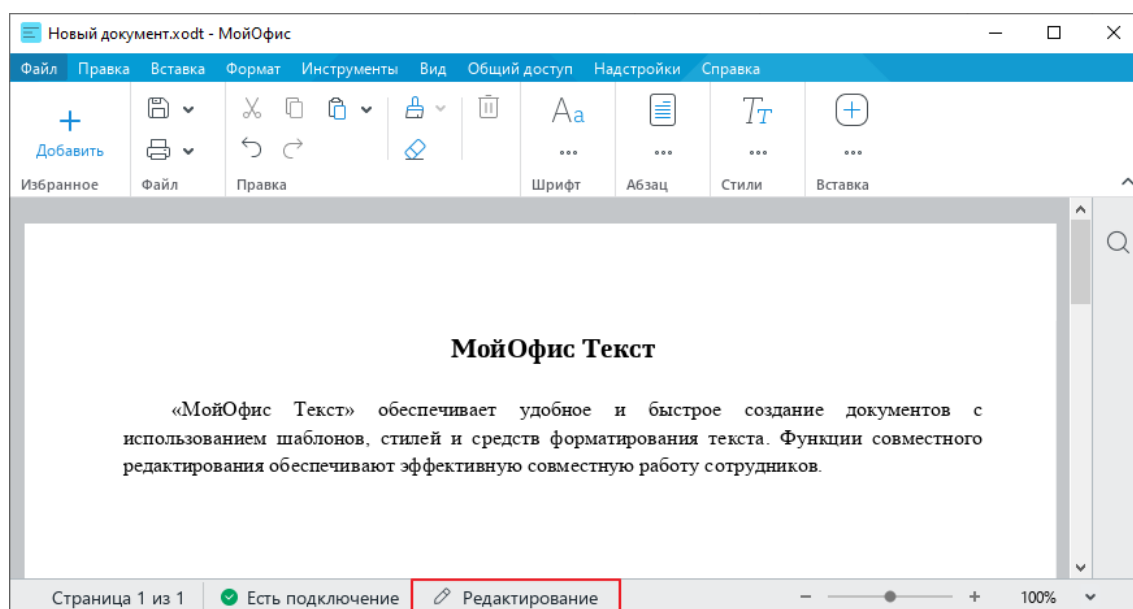 Новый документ.xodt - МойОфис
Файл Правка Вставка Формат Инструменты Вид Общий доступ Надстройки Справка
Добавить
Избранное Файл Правка Шрифт Абзац Стили Вставка
МойОфис Текст
«МойОфис Текст» обеспечивает удобное и быстрое создание документов с
использованием шаблонов, стилей и средств форматирования текста. Функции совместного
редактирования обеспечивают эффективную совместную работу сотрудников.
Страница 1 из 1 Есть подключение Редактирование 100%